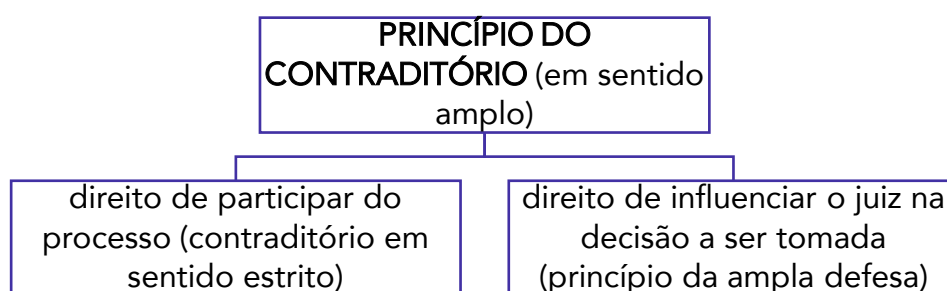 PRINCÍPIO DO
CONTRADITÓRIO (em sentido
amplo)
direito de participar do
processo (contraditório em
sentido estrito)
direito de influenciar o juiz na
decisão a ser tomada
(princípio da ampla defesa)